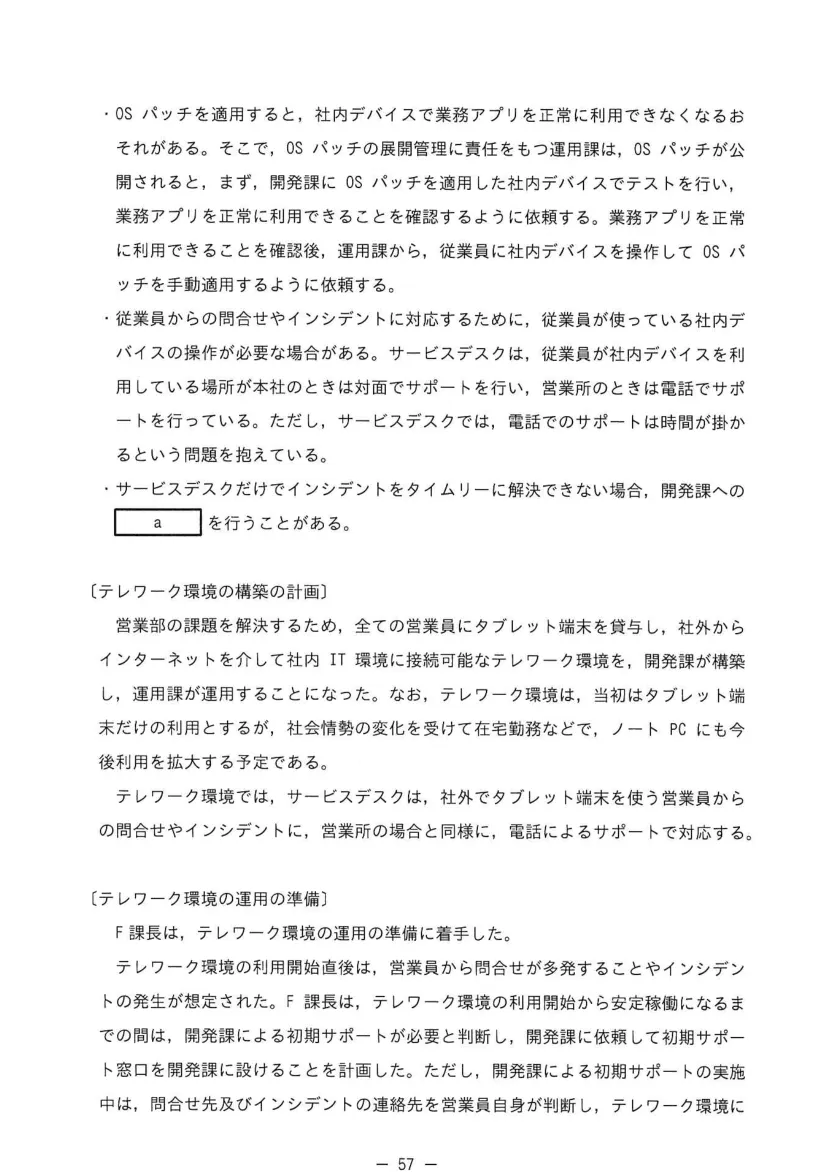 ・OS パッチを適用すると，社内デバイスで業務アプリを正常に利用できなくなるお
それがある。そこで，OS パッチの展開管理に責任をもつ運用課は，OS パッチが公
開されると，まず，開発課に OS パッチを適用した社内デバイスでテストを行い，
業務アプリを正常に利用できることを確認するように依頼する。業務アプリを正常
に利用できることを確認後，運用課から，従業員に社内デバイスを操作して OS パ
ッチを手動適用するように依頼する。
・従業員からの問合せやインシデントに対応するために，従業員が使っている社内デ
バイスの操作が必要な場合がある。サービスデスクは，従業員が社内デバイスを利
用している場所が本社のときは対面でサポートを行い，営業所のときは電話でサポ
ートを行っている。ただし，サービスデスクでは，電話でのサポートは時間が掛か
るという問題を抱えている。
・サービスデスクだけでインシデントをタイムリーに解決できない場合，開発課への
a を行うことがある。
〔テレワーク環境の構築の計画〕
営業部の課題を解決するため，全ての営業員にタブレット端末を貸与し，社外から
インターネットを介して社内 IT 環境に接続可能なテレワーク環境を，開発課が構築
し，運用課が運用することになった。なお，テレワーク環境は，当初はタブレット端
末だけの利用とするが，社会情勢の変化を受けて在宅勤務などで，ノート PC にも今
後利用を拡大する予定である。
テレワーク環境では，サービスデスクは，社外でタブレット端末を使う営業員から
の問合せやインシデントに，営業所の場合と同様に，電話によるサポートで対応する。
〔テレワーク環境の運用の準備〕
F 課長は，テレワーク環境の運用の準備に着手した。
テレワーク環境の利用開始直後は，営業員から問合せが多発することやインシデン
トの発生が想定された。F 課長は，テレワーク環境の利用開始から安定稼働になるま
での間は，開発課による初期サポートが必要と判断し，開発課に依頼して初期サポー
ト窓口を開発課に設けることを計画した。ただし，開発課による初期サポートの実施
中は，問合せ先及びインシデントの連絡先を営業員自身が判断し，テレワーク環境に
― 57 ―